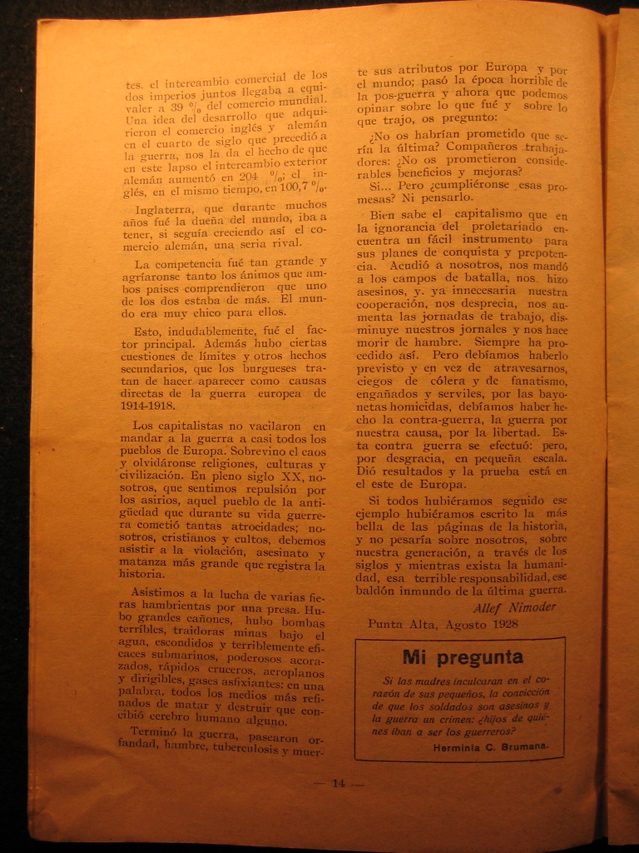 tes, el intercambio comercial de los
dos imperios juntos llegaba a equi-
valer a 39 % del comercio mundial.
Una idea del desarrollo que adqui-
rieron el comercio inglés y alemán
en el cuarto de siglo que precedió a
la guerra, nos la da el hecho de que
en este lapso el intercambio exterior
alemán aumentó en 204 %; el in-
glés, en el mismo tiempo, en 100,7 %.
Inglaterra, que durante muchos
años fué la dueña del mundo, iba a
tener, si seguía creciendo así el co-
mercio alemán, una seria rival.
La competencia fué tan grande y
agriáronse tanto los ánimos que am-
bos paises comprendieron que uno
de los dos estaba de más. El mun-
do era muy chico para ellos.
Esto, indudablemente, fué el fac-
tor principal. Además hubo ciertas
cuestiones de límites y otros hechos
secundarios, que los burgueses tra-
tan de hacer aparecer como causas
directas de la guerra europea de
1914-1918.
Los capitalistas no vacilaron en
mandar a la guerra a casi todos los
pueblos de Europa. Sobrevino el caos
y olvidáronse religiones, culturas y
civilización. En pleno siglo XX, no-
sotros, que sentimos repulsión por
los asirios, aquel pueblo de la anti-
güedad que durante su vida guerre-
ra cometió tantas atrocidades; no-
sotros, cristianos y cultos, debemos
asistir a la violación, asesinato y
matanza más grande que registra la
historia.
Asistimos a la lucha de varias fie-
ras hambrientas por una presa. Hu-
bo grandes cañones, hubo bombas
terribles, traidoras minas bajo el
agua, escondidos y terriblemente efi-
caces submarinos, poderosos acora-
zados, rápidos cruceros, aeroplanos
y dirigibles, gases asfixiantes: en una
palabra, todos los medios más refi-
nados de matar y destruir que con-
cibió cerebro humano alguno.
Terminó la guerra, pasearon or-
fandad, hambre, tuberculosis y muer-
te sus atributos por Europa y por
el mundo; pasó la época horrible de
la pos-guerra y ahora que podemos
opinar sobre lo que fué y sobre lo
que trajo, os pregunto:
¿No os habrían prometido que se-
ría la última? Compañeros trabaja-
dores: ¿No os prometieron conside-
rables beneficios y mejoras?
Si... Pero ¿cumpliéronse esas pro-
mesas? Ni pensarlo.
Bien sabe el capitalismo que en
la ignorancia del proletariado en-
cuentra un fácil instrumento para
sus planes de conquista y prepoten-
cia. Acudió a nosotros, nos mandó
a los campos de batalla, nos hizo
asesinos, y, ya innecesaria nuestra
cooperación, nos desprecia, nos au-
menta las jornadas de trabajo, dis-
minuye nuestros jornales y nos hace
morir de hambre. Siempre ha pro-
cedido así. Pero debíamos haberlo
previsto y en vez de atravesarnos,
ciegos de cólera y de fanatismo,
engañados y serviles, por las bayo-
netas homicidas, debíamos haber he-
cho la contra-guerra, la guerra por
nuestra causa, por la libertad. Es-
ta contra guerra se efectuó: pero,
por desgracia, en pequeña escala.
Dió resultados y la prueba está en
el este de Europa.
Si todos hubiéramos seguido ese
ejemplo hubiéramos escrito la más
bella de las páginas de la historia,
y no pesaría sobre nosotros, sobre
nuestra generación, a través de los
siglos y mientras exista la humani-
dad, esa terrible responsabilidad, ese
baldón inmundo de la última guerra.
Allef Nimoder
Punta Alta, Agosto 1928
Mi pregunta
Si las madres inculcaran en el co-
razón de sus pequeños, la convicción
de que los soldados son asesinos y
la guerra un crimen: ¿hijos de quié-
nes iban a ser los guerreros?
Herminia C. Brumana.
— 14 —